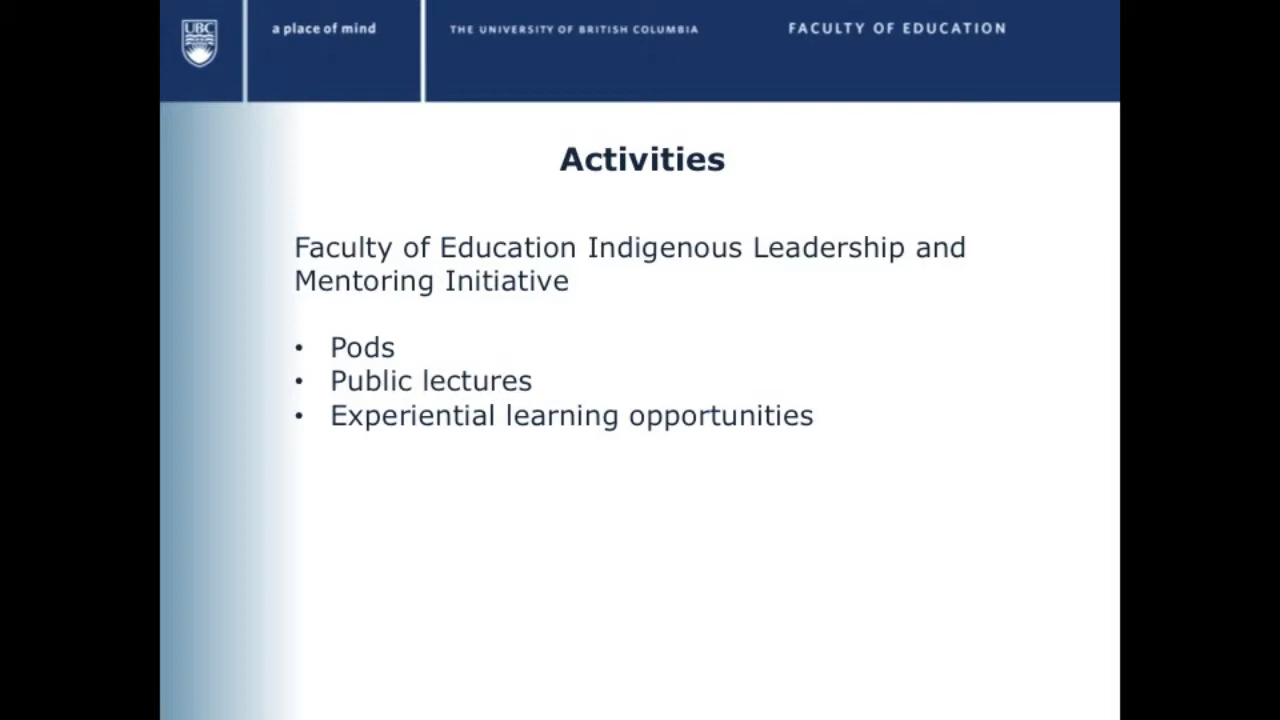 UBC
a place of mind
THE UNIVERSITY OF BRITISH COLUMBIA
FACULTY OF EDUCATION
Activities
Faculty of Education Indigenous Leadership and
Mentoring Initiative
• Pods
• Public lectures
• Experiential learning opportunities